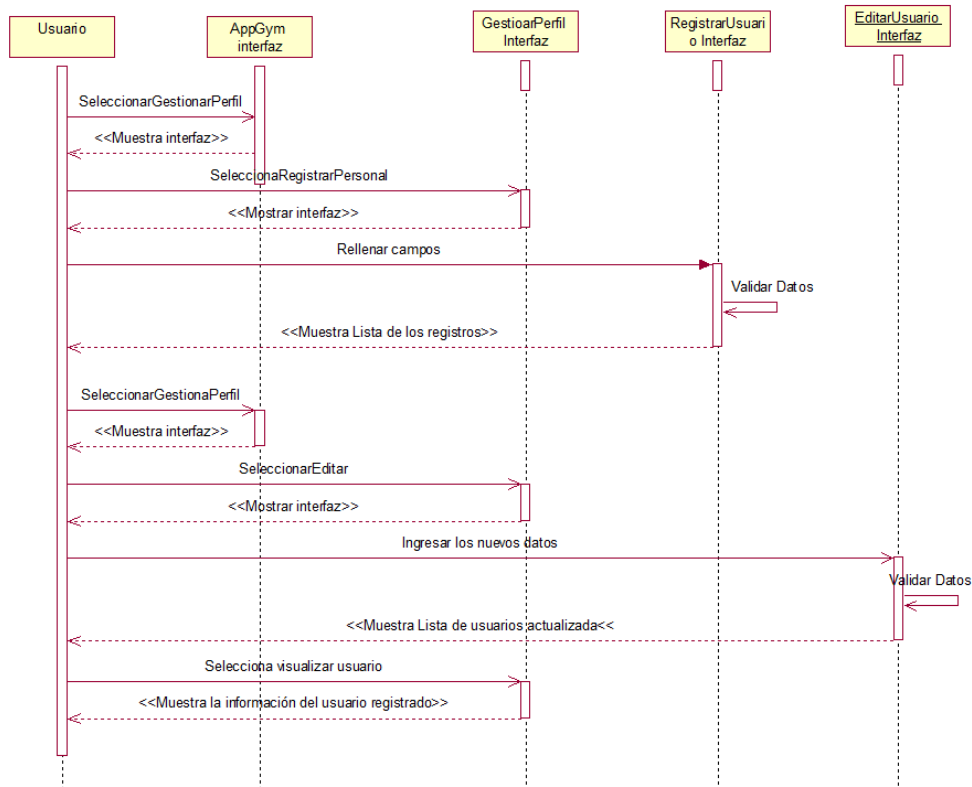 Usuario
AppGym
interfaz
GestioarPerfil
Interfaz
RegistrarUsuari
o Interfaz
EditarUsuario
Interfaz
SeleccionarGestionarPerfil
<<Muestra interfaz>>
SeleccionaRegistrarPersonal
<<Mostrar interfaz>>
Rellenar campos
Validar Datos
<<Muestra Lista de los registros>>
SeleccionarGestionaPerfil
<<Muestra interfaz>>
SeleccionarEditar
<<Mostrar interfaz>>
Ingresar los nuevos datos
Validar Datos
<<Muestra Lista de usuarios actualizada<<
Selecciona visualizar usuario
<<Muestra la información del usuario registrado>>